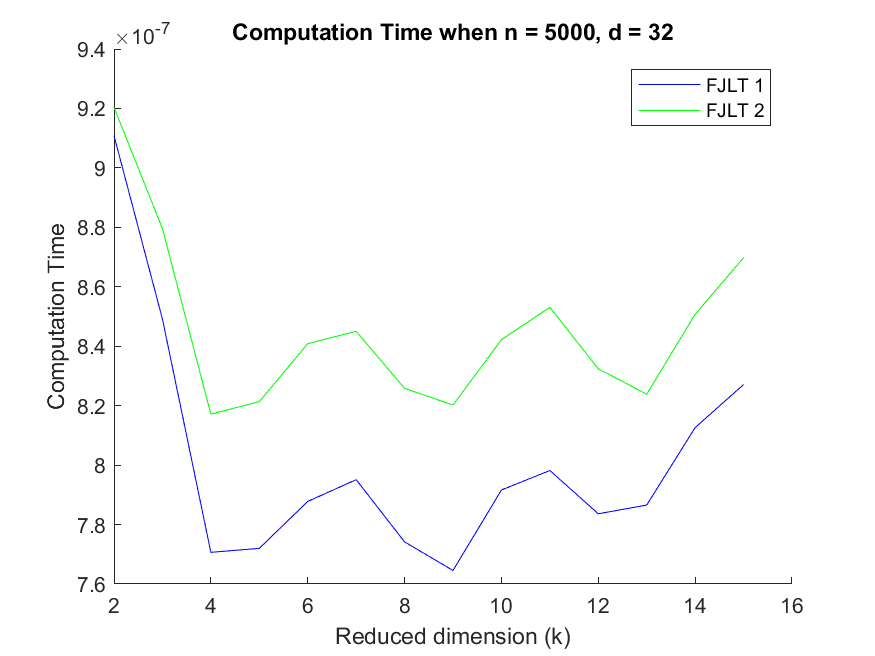 Computation Time when n = 5000, d = 32
×10-7
9.4
9.2
9
8.8
8.6
8.4
8.2
8
7.8
7.6
Computation Time
FJLT 1
FJLT 2
2 4 6 8 10 12 14 16
Reduced dimension (k)